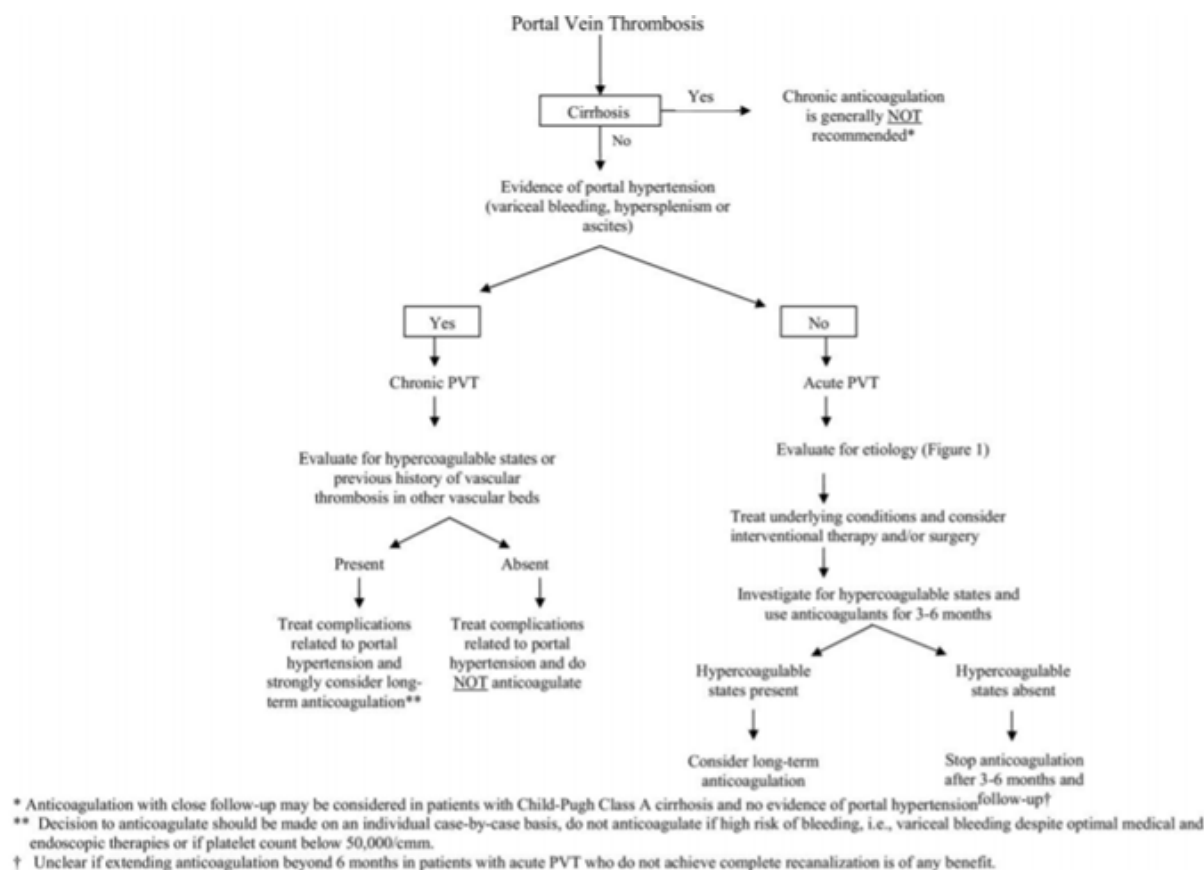 Portal Vein Thrombosis
Cirrhosis
Yes
Chronic anticoagulation
is generally NOT
recommended*
No
Evidence of portal hypertension
(variceal bleeding, hypersplenism or
ascites)
Yes
No
Chronic PVT
Acute PVT
Evaluate for hypercoagulable states or
previous history of vascular
thrombosis in other vascular beds
Evaluate for etiology (Figure 1)
Treat underlying conditions and consider
interventional therapy and/or surgery
Present
Absent
Investigate for hypercoagulable states and
use anticoagulants for 3-6 months
Treat complications
related to portal
hypertension and
strongly consider long-
term anticoagulation**
Treat complications
related to portal
hypertension and do
NOT anticoagulate
Hypercoagulable
states present
Hypercoagulable
states absent
Consider long-term
anticoagulation
Stop anticoagulation
after 3-6 months and
follow-up†
* Anticoagulation with close follow-up may be considered in patients with Child-Pugh Class A cirrhosis and no evidence of portal hypertension
** Decision to anticoagulate should be made on an individual case-by-case basis, do not anticoagulate if high risk of bleeding, i.e., variceal bleeding despite optimal medical and
endoscopic therapies or if platelet count below 50,000/cmm.
† Unclear if extending anticoagulation beyond 6 months in patients with acute PVT who do not achieve complete recanalization is of any benefit.